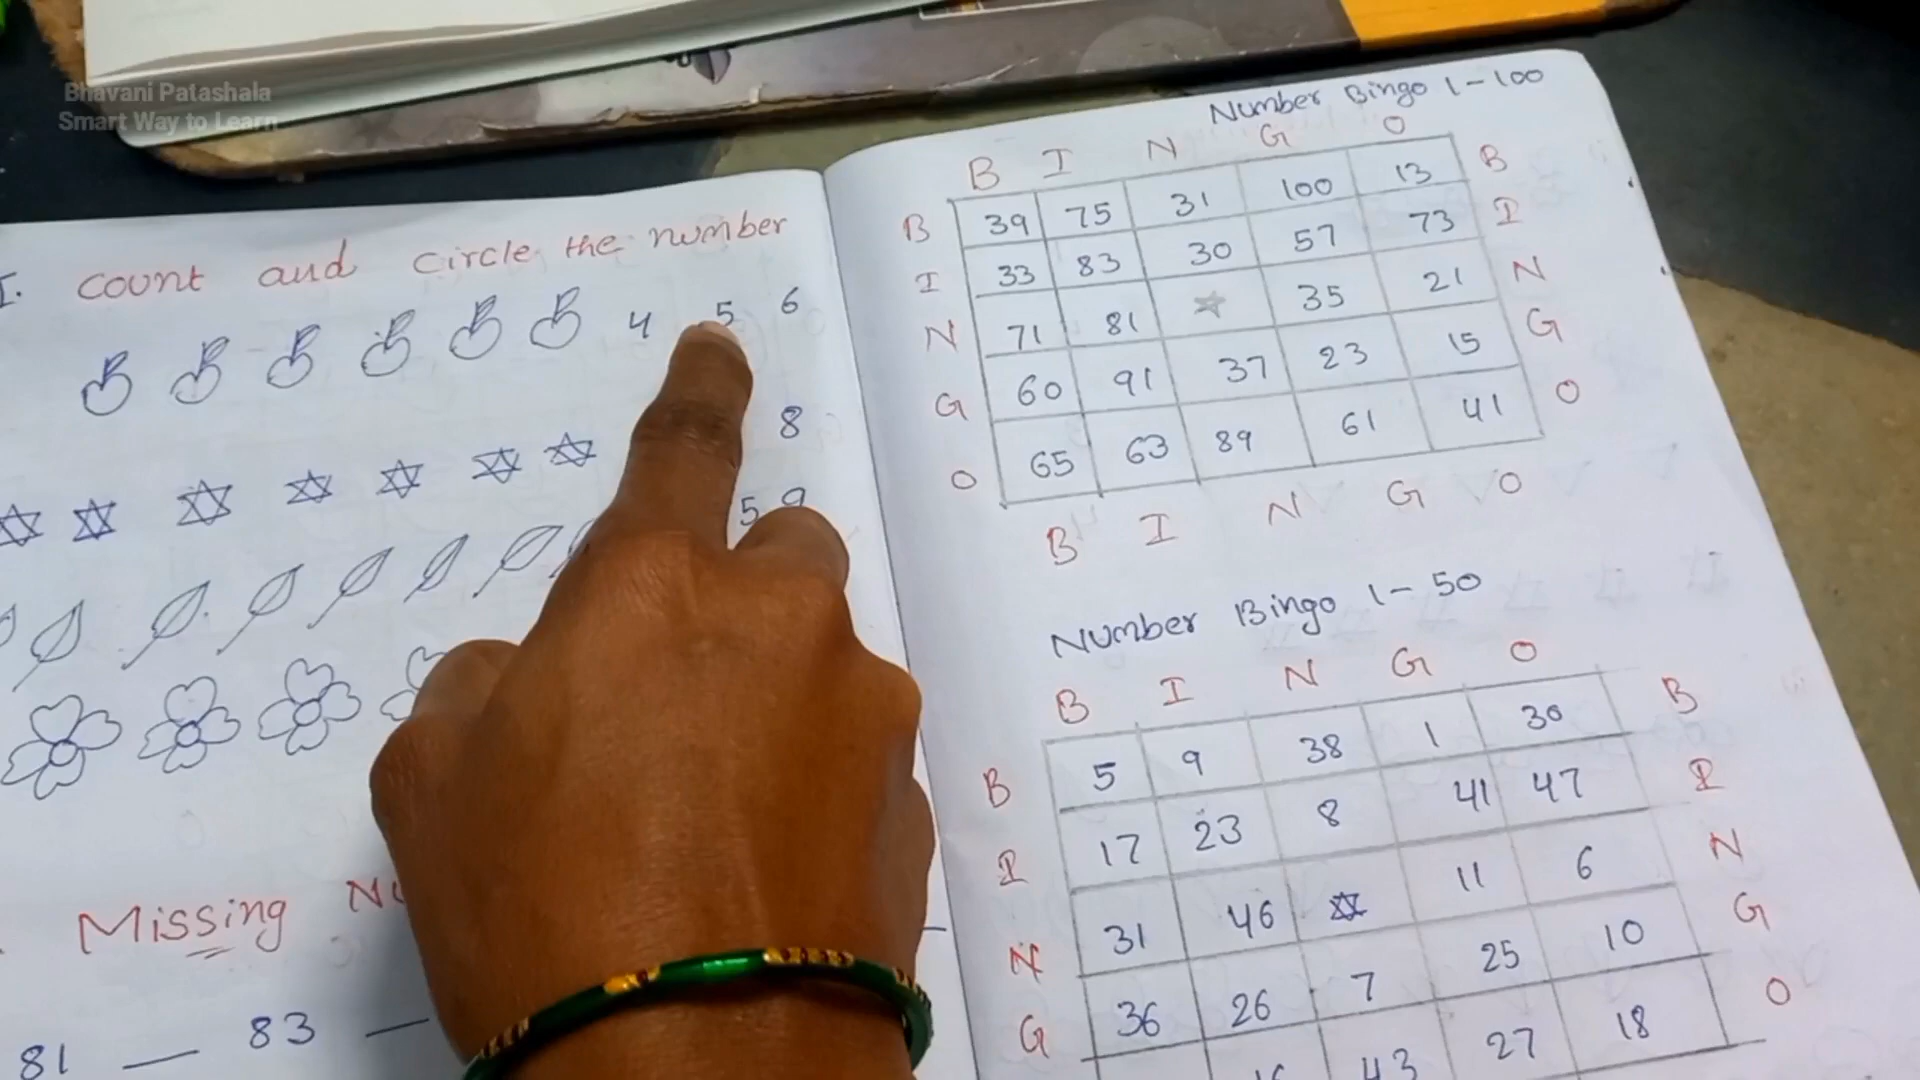 Bhavani Patashala
Smart Way to Learn
I. Count and circle the number
4 5 6
8
5 9
Missing
81 — 83 —
Number Bingo 1-100
B I N G O
B 39 75 31 100 13 B
I 33 83 30 57 73 I
N 71 81 35 21 N
G 60 91 37 23 15 G
O 65 63 89 61 41 O
B I N G O
Number Bingo 1-50
B I N G O
B 5 9 38 1 30 B
I 17 23 8 41 47 I
N 31 46 11 6 N
G 36 26 7 25 10 G
43 27 18 O